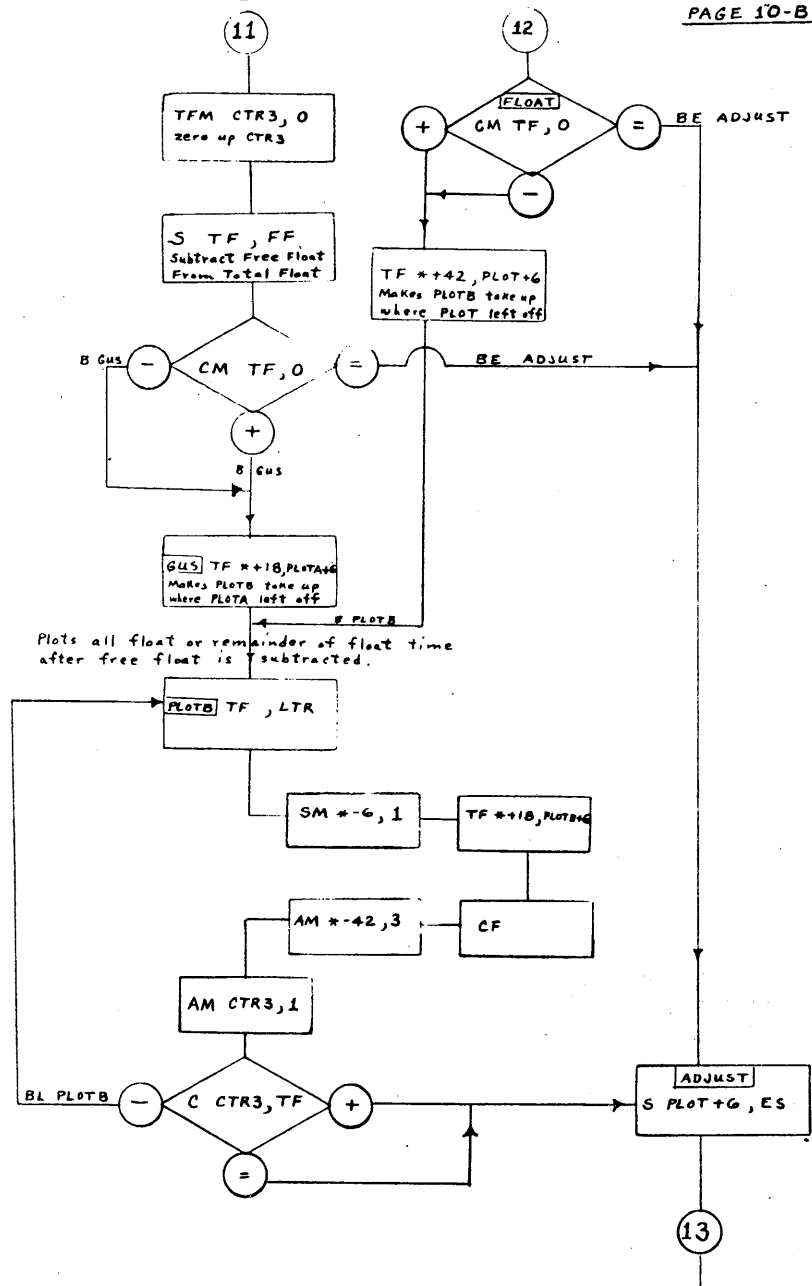 PAGE 10-B
11
TFM CTR3, 0
zero up CTR3
S TF, FF
Subtract Free Float
From Total Float
B GUS
-
CM TF, 0
=
BE ADJUST
+
B GUS
GUS TF *+18, PLOTA+6
Makes PLOTB take up
where PLOTA left off
12
FLOAT
+
CM TF, 0
=
BE ADJUST
-
TF *+42, PLOT+6
Makes PLOTB take up
where PLOT left off
B PLOTB
Plots all float or remainder of float time
after free float is subtracted.
PLOTB TF, LTR
SM *-6, 1
TF *+18, PLOTB+6
CF
AM *-42, 3
AM CTR3, 1
BL PLOTB
-
C CTR3, TF
+
=
ADJUST
S PLOT+6, ES
13